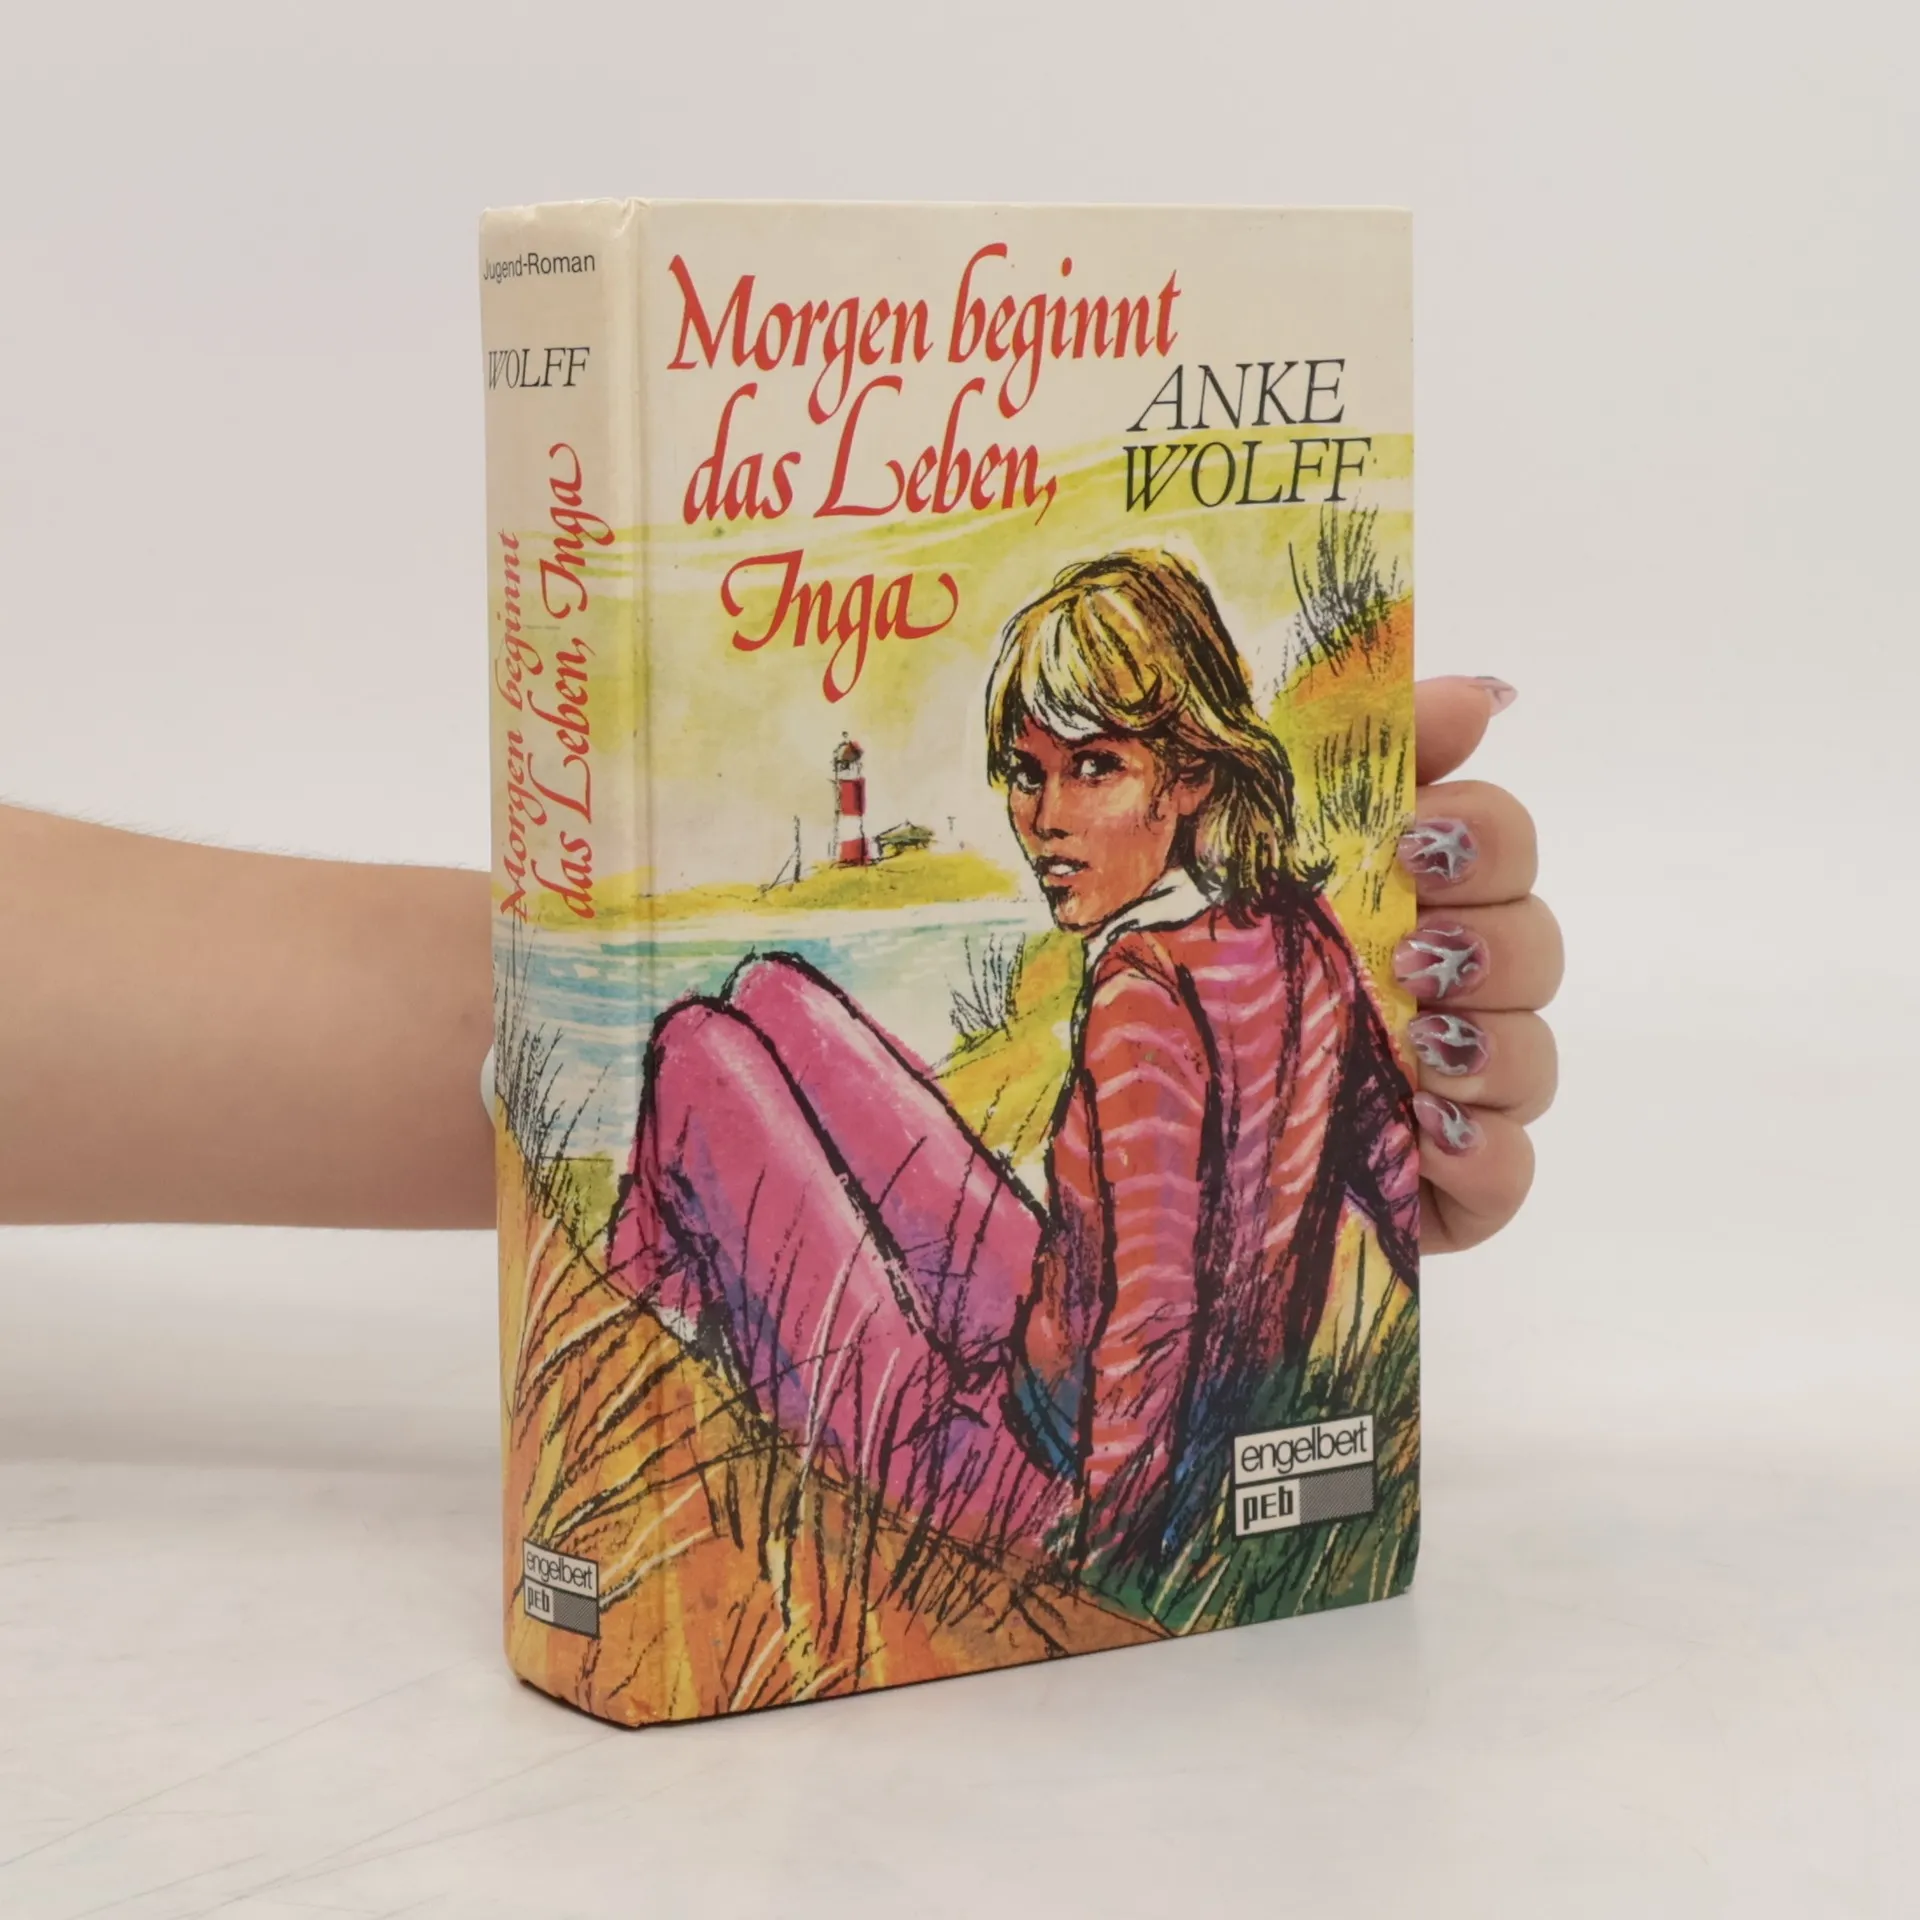 Jugend-Roman
WOLFF
Morgen beginnt
das Leben, Inga
engelbert
peb
Morgen beginnt
das Leben,
Inga
ANKE
WOLFF
engelbert
peb